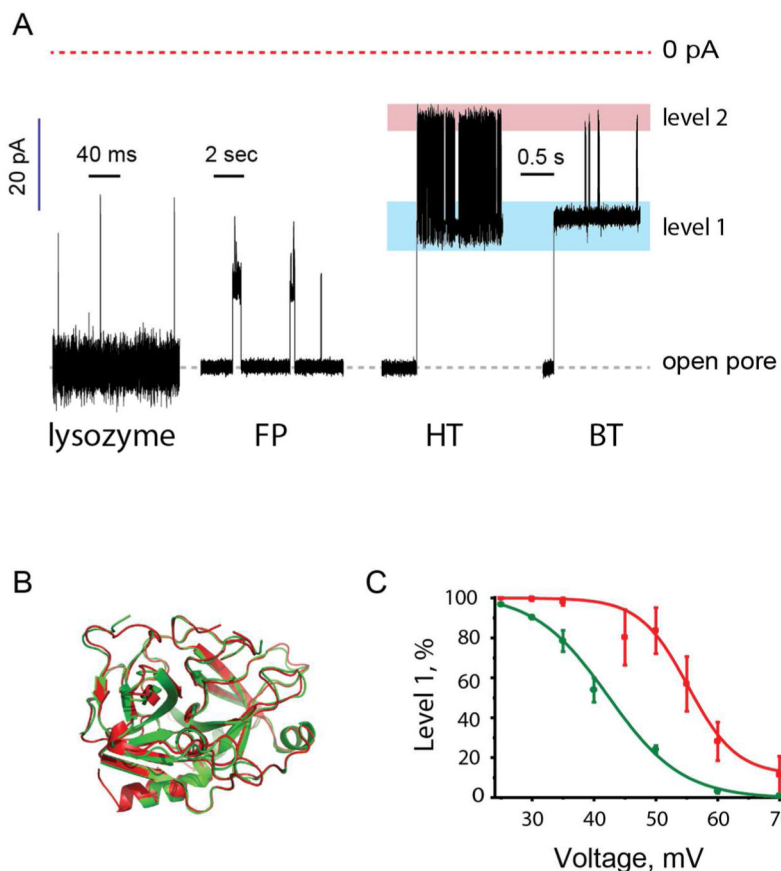 A
0 pA
level 2
40 ms
2 sec
0.5 s
20 pA
level 1
open pore
lysozyme
FP
HT
BT
B
C
100
80
60
40
20
0
Level 1, %
30
40
50
60
Voltage, mV